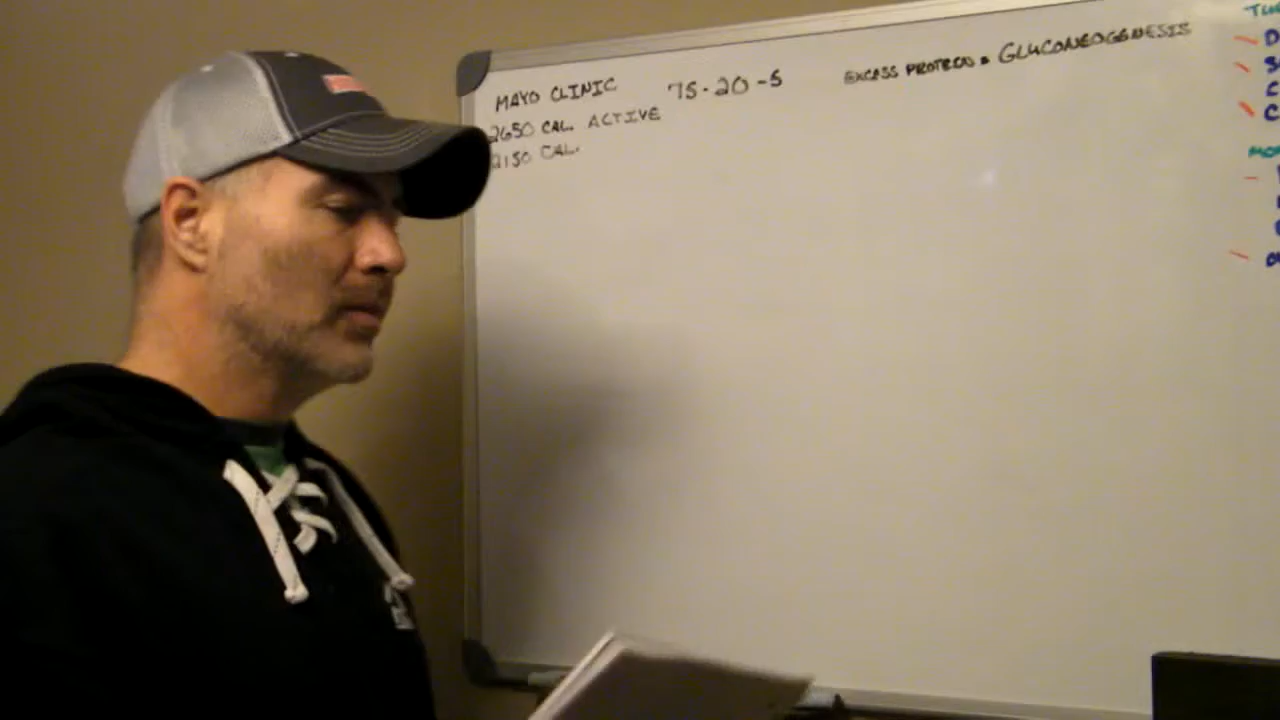 MAYO CLINIC 75-20-5 EXCESS PROTEIN = GLUCONEOGENESIS
2650 CAL. ACTIVE
2150 CAL.